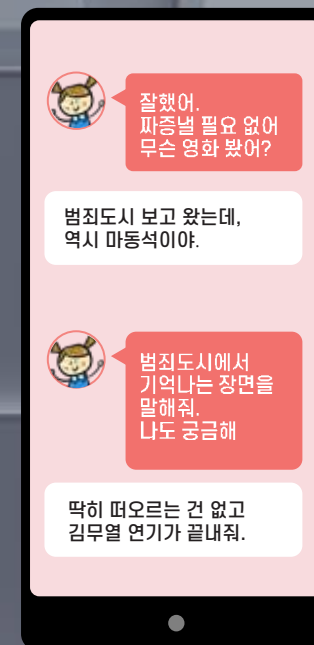 잘했어.
짜증낼 필요 없어
무슨 영화 봤어?
범죄도시 보고 왔는데,
역시 마동석이야.
범죄도시에서
기억나는 장면을
말해줘.
나도 궁금해
딱히 떠오르는 건 없고
김무열 연기가 끝내줘.